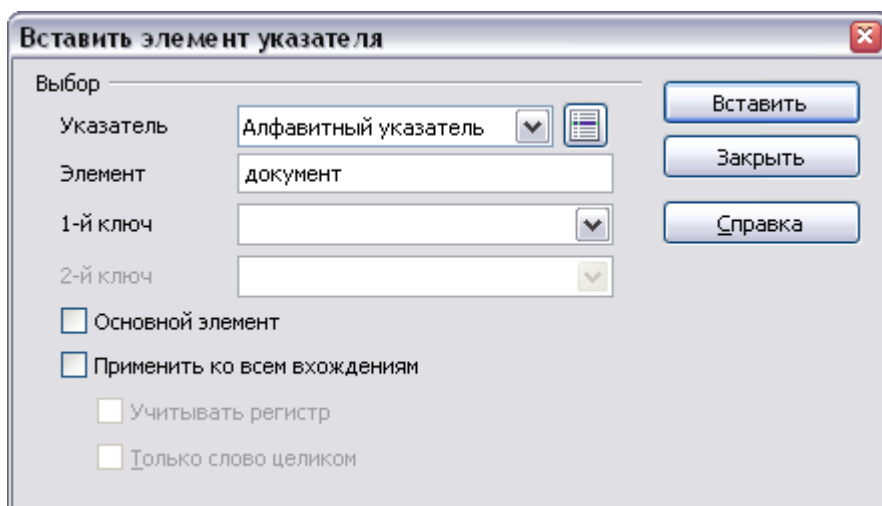 Вставить элемент указателя
Выбор
Указатель
Алфавитный указатель
Вставить
Элемент
документ
Закрыть
1-й ключ
Справка
2-й ключ
Основной элемент
Применить ко всем вхождениям
Учитывать регистр
Только слово целиком